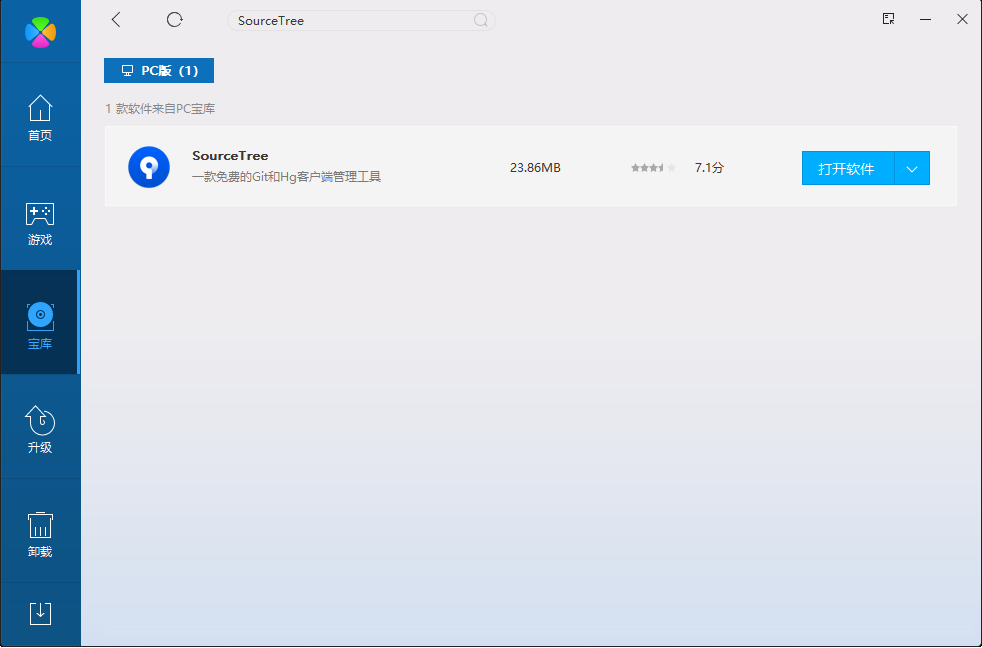 SourceTree
PC版 (1)
1 款软件来自PC宝库
SourceTree
一款免费的Git和Hg客户端管理工具
23.86MB
7.1分
打开软件
首页
游戏
宝库
升级
卸载